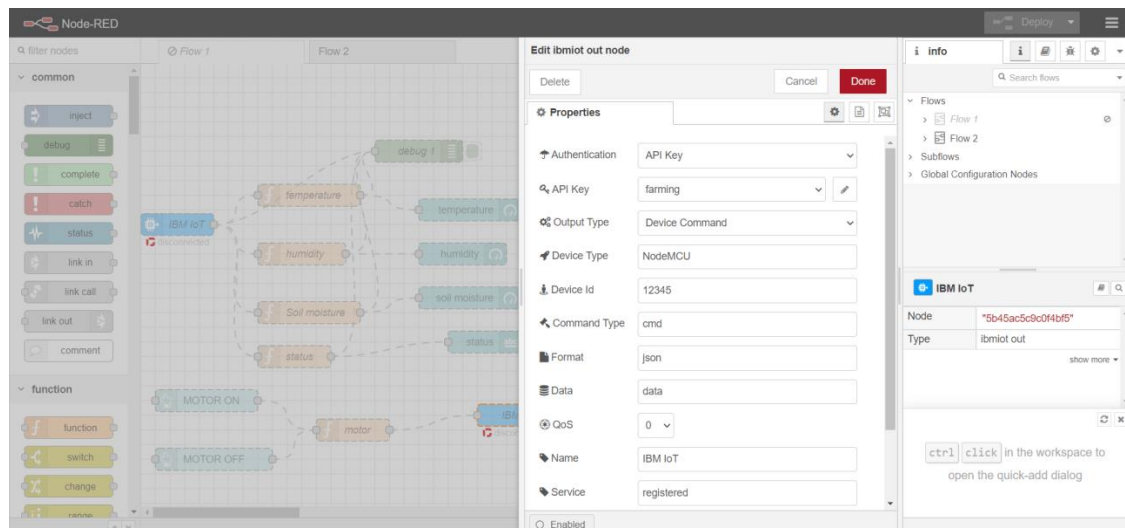 Node-RED
Deploy
filter nodes
common
inject
debug
complete
catch
status
link in
link call
link out
comment
function
function
switch
change
range
Flow 1
Flow 2
IBM IoT
disconnected
temperature
humidity
Soil moisture
status
debug 1
temperature
humidity
soil moisture
status
MOTOR ON
MOTOR OFF
motor
Edit ibmiot out node
Delete
Cancel
Done
Properties
Authentication
API Key
API Key
farming
Output Type
Device Command
Device Type
NodeMCU
Device Id
12345
Command Type
cmd
Format
json
Data
data
QoS
0
Name
IBM IoT
Service
registered
Enabled
info
Search flows
Flows
Flow 1
Flow 2
Subflows
Global Configuration Nodes
IBM IoT
Node
"5b45ac5c9c0f4bf5"
Type
ibmiot out
show more
ctrl click in the workspace to
open the quick-add dialog